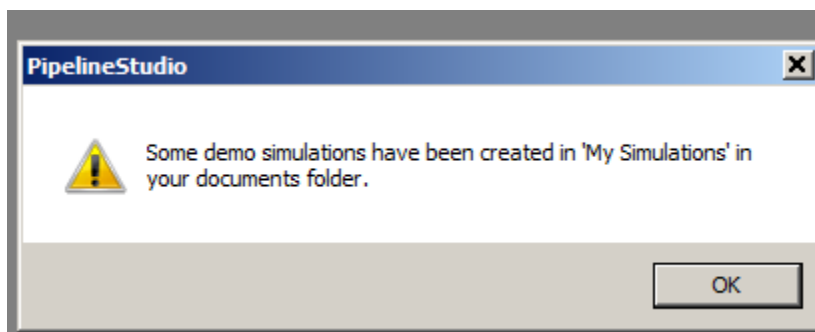 PipelineStudio
Some demo simulations have been created in 'My Simulations' in
your documents folder.
OK